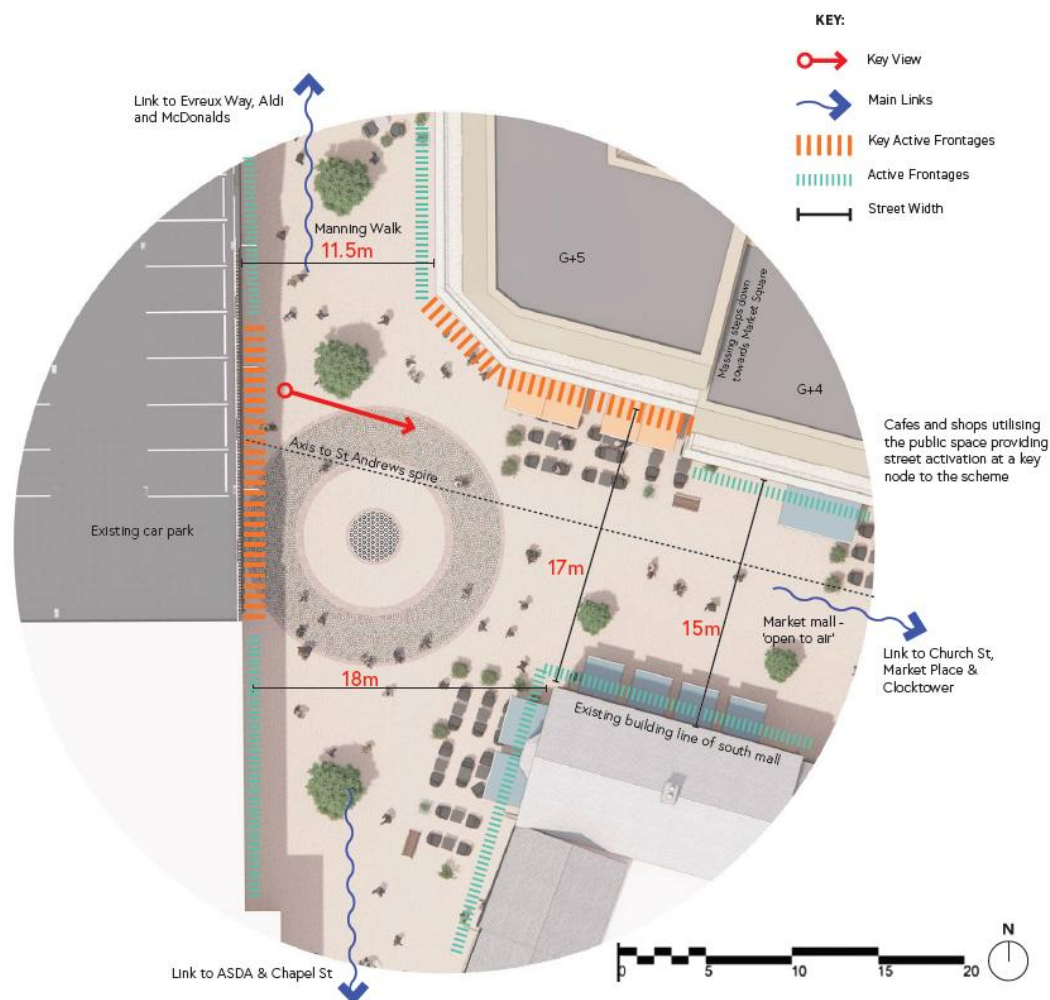 KEY:
Key View
Main Links
Key Active Frontages
Active Frontages
Street Width
Link to Evreux Way, Aldi
and McDonalds
Manning Walk
11.5m
G+5
Massing steps down
towards Market Square
G+4
Cafes and shops utilising
the public space providing
street activation at a key
node to the scheme
Axis to St Andrews spire
Existing car park
17m
15m
Market mall -
'open to air'
Link to Church St,
Market Place &
Clocktower
18m
Existing building line of south mall
Link to ASDA & Chapel St
N
0 5 10 15 20